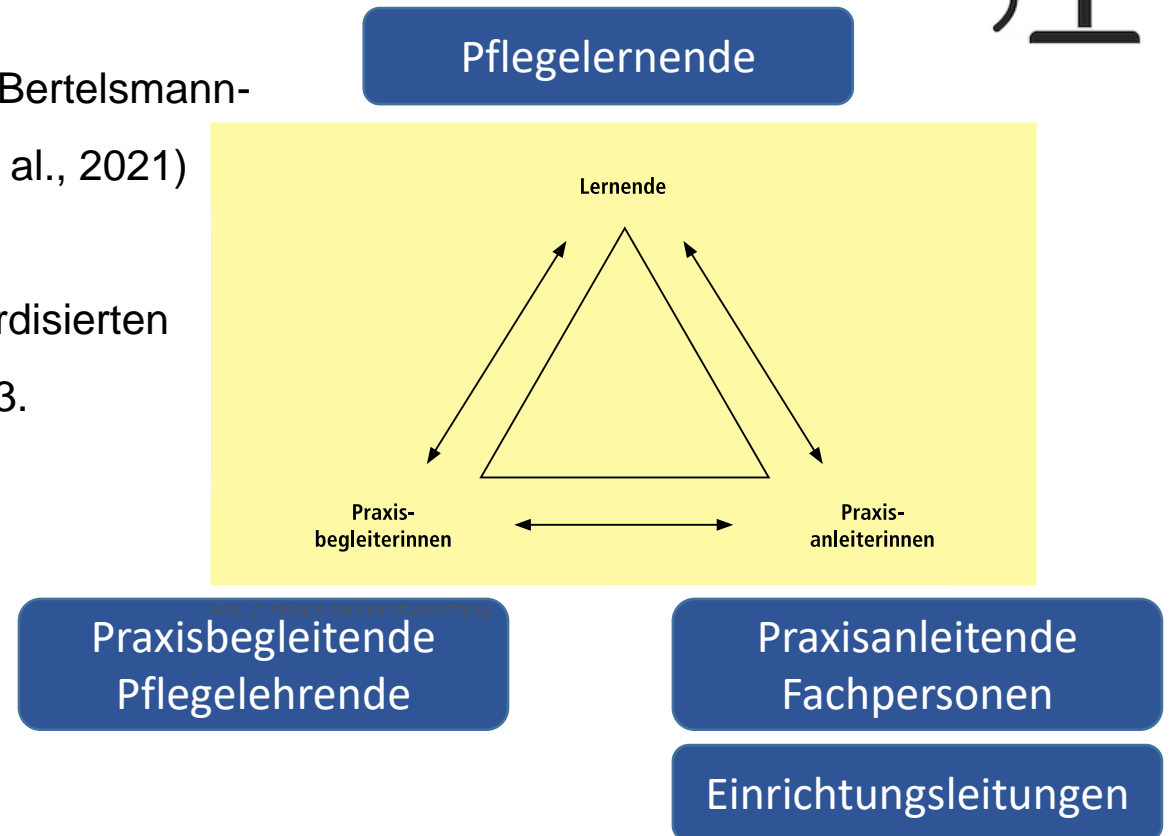 Pflegelernende
Bertelsmann-
al., 2021)
rdisierten
3.
Lernende
Praxis-
begleiterinnen
Praxis-
anleiterinnen
Praxisbegleitende
Pflegelehrende
Praxisanleitende
Fachpersonen
Einrichtungsleitungen